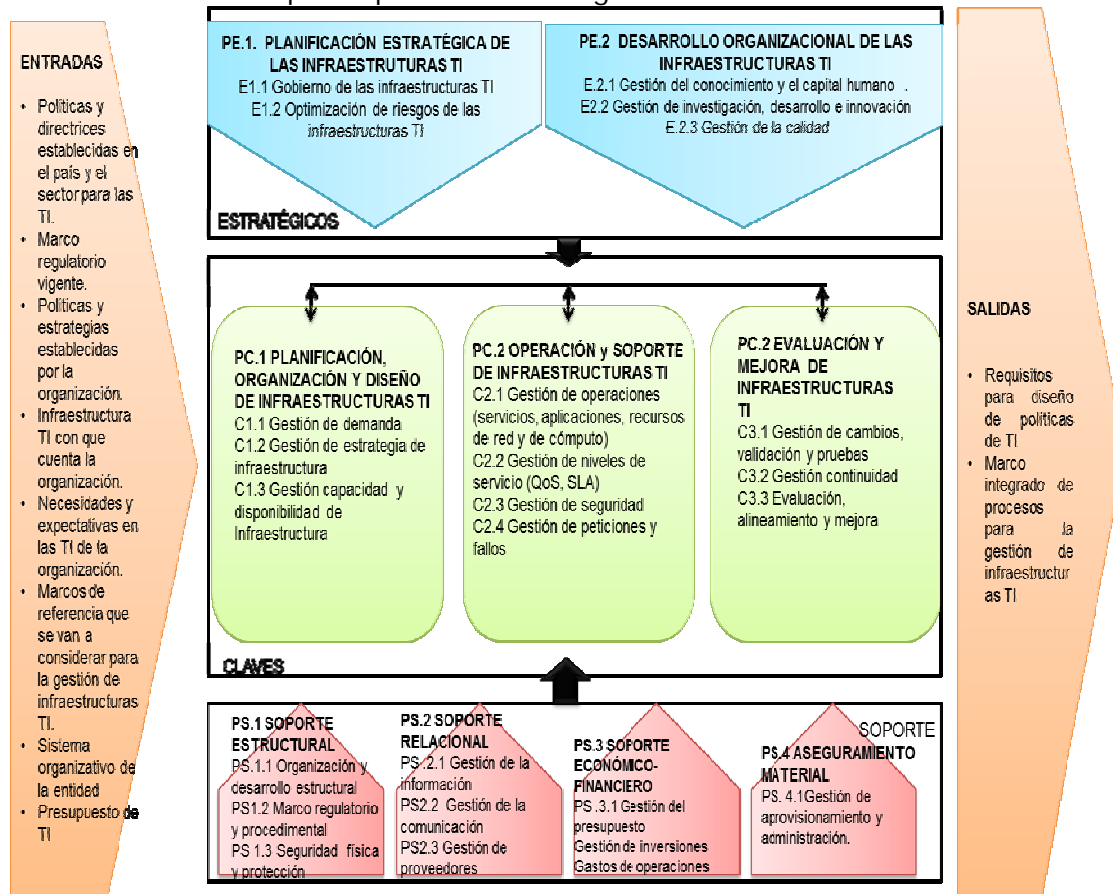 ENTRADAS
• Políticas y
directrices
establecidas en
el país y el
sector para las
TI.
• Marco
regulatorio
vigente.
• Políticas y
estrategias
establecidas
por la
organización.
• Infraestructura
TI con que
cuenta la
organización.
• Necesidades y
expectativas en
las TI de la
organización.
• Marcos de
referencia que
se van a
considerar para
la gestión de
infraestructuras
TI.
• Sistema
organizativo de
la entidad
• Presupuesto de
TI
PE.1. PLANIFICACIÓN ESTRATÉGICA DE
LAS INFRAESTRUTURAS TI
E1.1 Gobierno de las infraestructuras TI
E1.2 Optimización de riesgos de las
infraestructuras TI
PE.2 DESARROLLO ORGANIZACIONAL DE LAS
INFRAESTRUCTURAS TI
E.2.1 Gestión del conocimiento y el capital humano .
E2.2 Gestión de investigación, desarrollo e innovación
E.2.3 Gestión de la calidad
ESTRATÉGICOS
PC.1 PLANIFICACIÓN,
ORGANIZACIÓN Y DISEÑO
DE INFRAESTRUCTURAS TI
C1.1 Gestión de demanda
C1.2 Gestión de estrategia de
infraestructura
C1.3 Gestión capacidad y
disponibilidad de
Infraestructura
PC.2 OPERACIÓN y SOPORTE
DE INFRAESTRUCTURAS TI
C2.1 Gestión de operaciones
(servicios, aplicaciones, recursos
de red y de cómputo)
C2.2 Gestión de niveles de
servicio (QoS, SLA)
C2.3 Gestión de seguridad
C2.4 Gestión de peticiones y
fallos
PC.2 EVALUACIÓN Y
MEJORA DE
INFRAESTRUCTURAS
TI
C3.1 Gestión de cambios,
validación y pruebas
C3.2 Gestión continuidad
C3.3 Evaluación,
alineamiento y mejora
CLAVES
SOPORTE
PS.1 SOPORTE
ESTRUCTURAL
PS.1.1 Organización y
desarrollo estructural
PS1.2 Marco regulatorio
y procedimental
PS 1.3 Seguridad física
y protección
PS.2 SOPORTE
RELACIONAL
PS .2.1 Gestión de la
información
PS2.2 Gestión de la
comunicación
PS2.3 Gestión de
proveedores
PS.3 SOPORTE
ECONÓMICO-
FINANCIERO
PS .3.1 Gestión del
presupuesto
Gestión de inversiones
Gastos de operaciones
PS.4 ASEGURAMIENTO
MATERIAL
PS. 4.1Gestión de
aprovisionamiento y
administración.
SALIDAS
• Requisitos
para diseño
de políticas
de TI
• Marco
integrado de
procesos
para la
gestión de
infraestructur
as TI